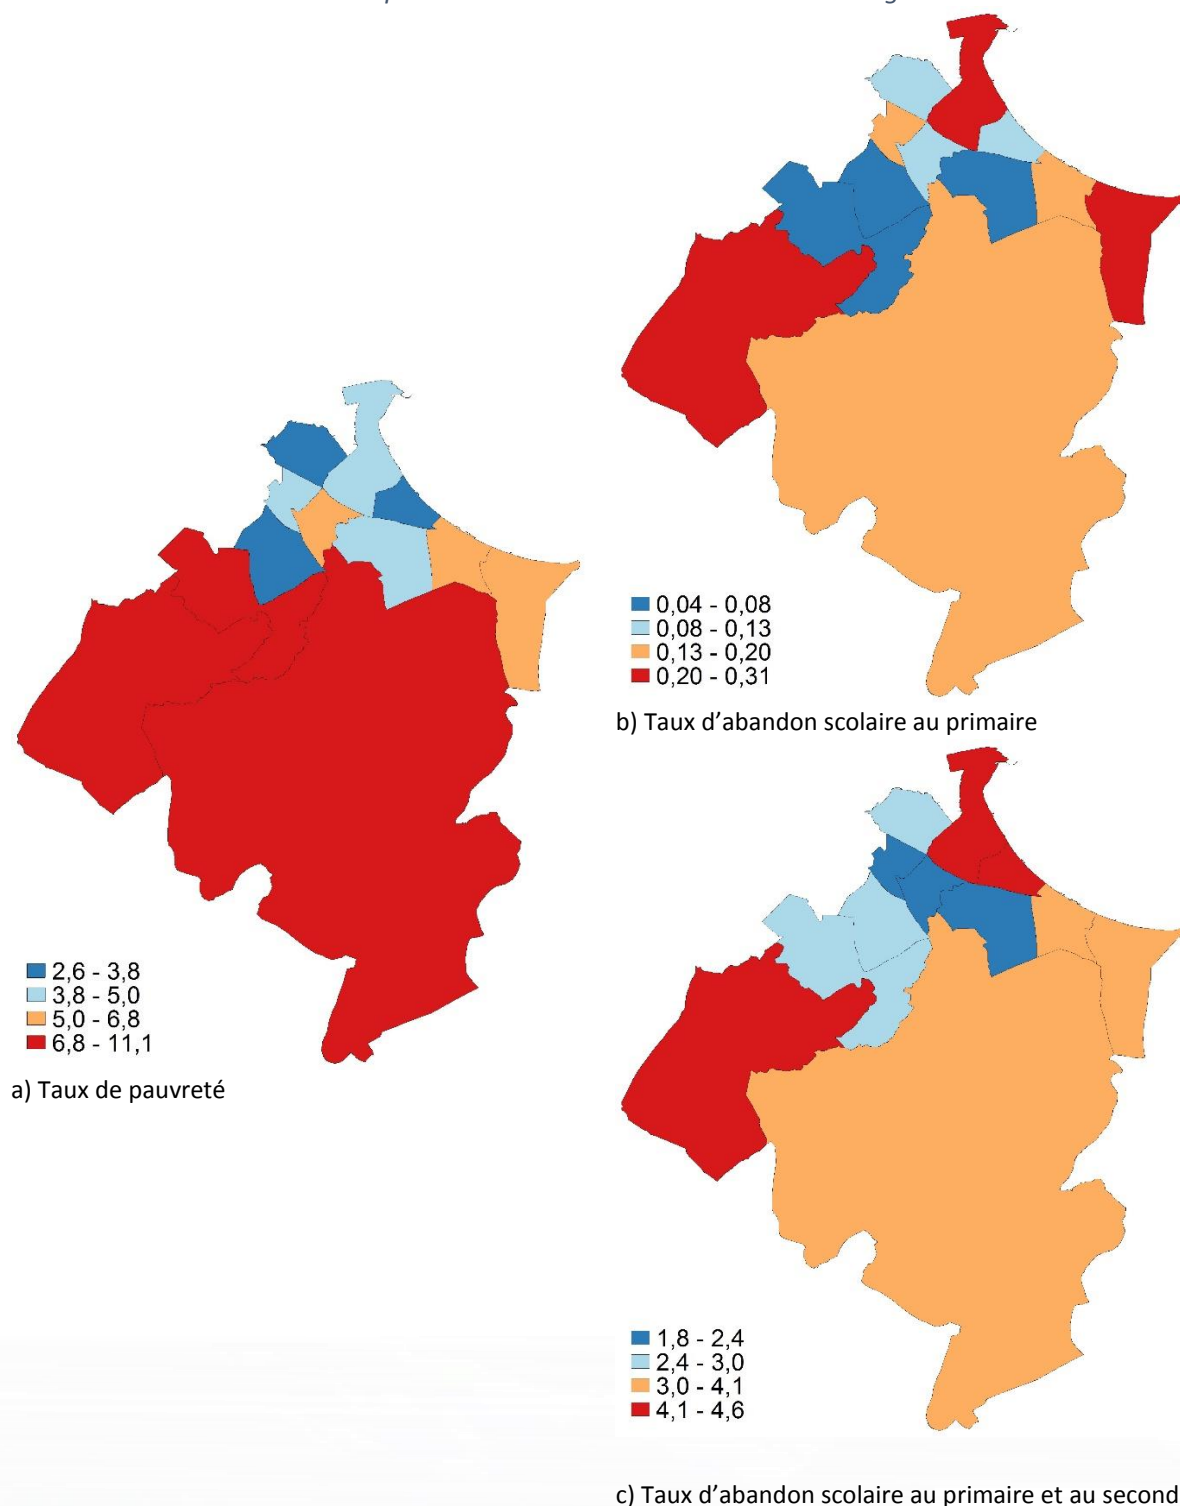 0,04 - 0,08
0,08 - 0,13
0,13 - 0,20
0,20 - 0,31
b) Taux d’abandon scolaire au primaire
2,6 - 3,8
3,8 - 5,0
5,0 - 6,8
6,8 - 11,1
a) Taux de pauvreté
1,8 - 2,4
2,4 - 3,0
3,0 - 4,1
4,1 - 4,6
c) Taux d’abandon scolaire au primaire et au second